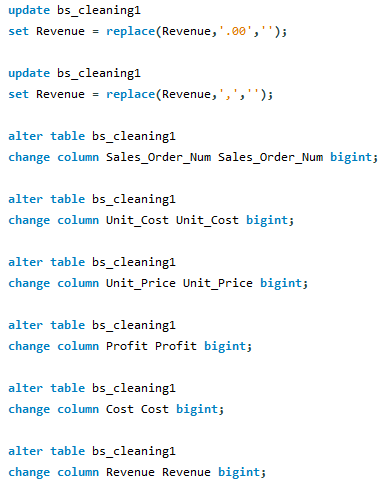 update bs_cleaning1
set Revenue = replace(Revenue,'.00','');
update bs_cleaning1
set Revenue = replace(Revenue,',','');
alter table bs_cleaning1
change column Sales_Order_Num Sales_Order_Num bigint;
alter table bs_cleaning1
change column Unit_Cost Unit_Cost bigint;
alter table bs_cleaning1
change column Unit_Price Unit_Price bigint;
alter table bs_cleaning1
change column Profit Profit bigint;
alter table bs_cleaning1
change column Cost Cost bigint;
alter table bs_cleaning1
change column Revenue Revenue bigint;